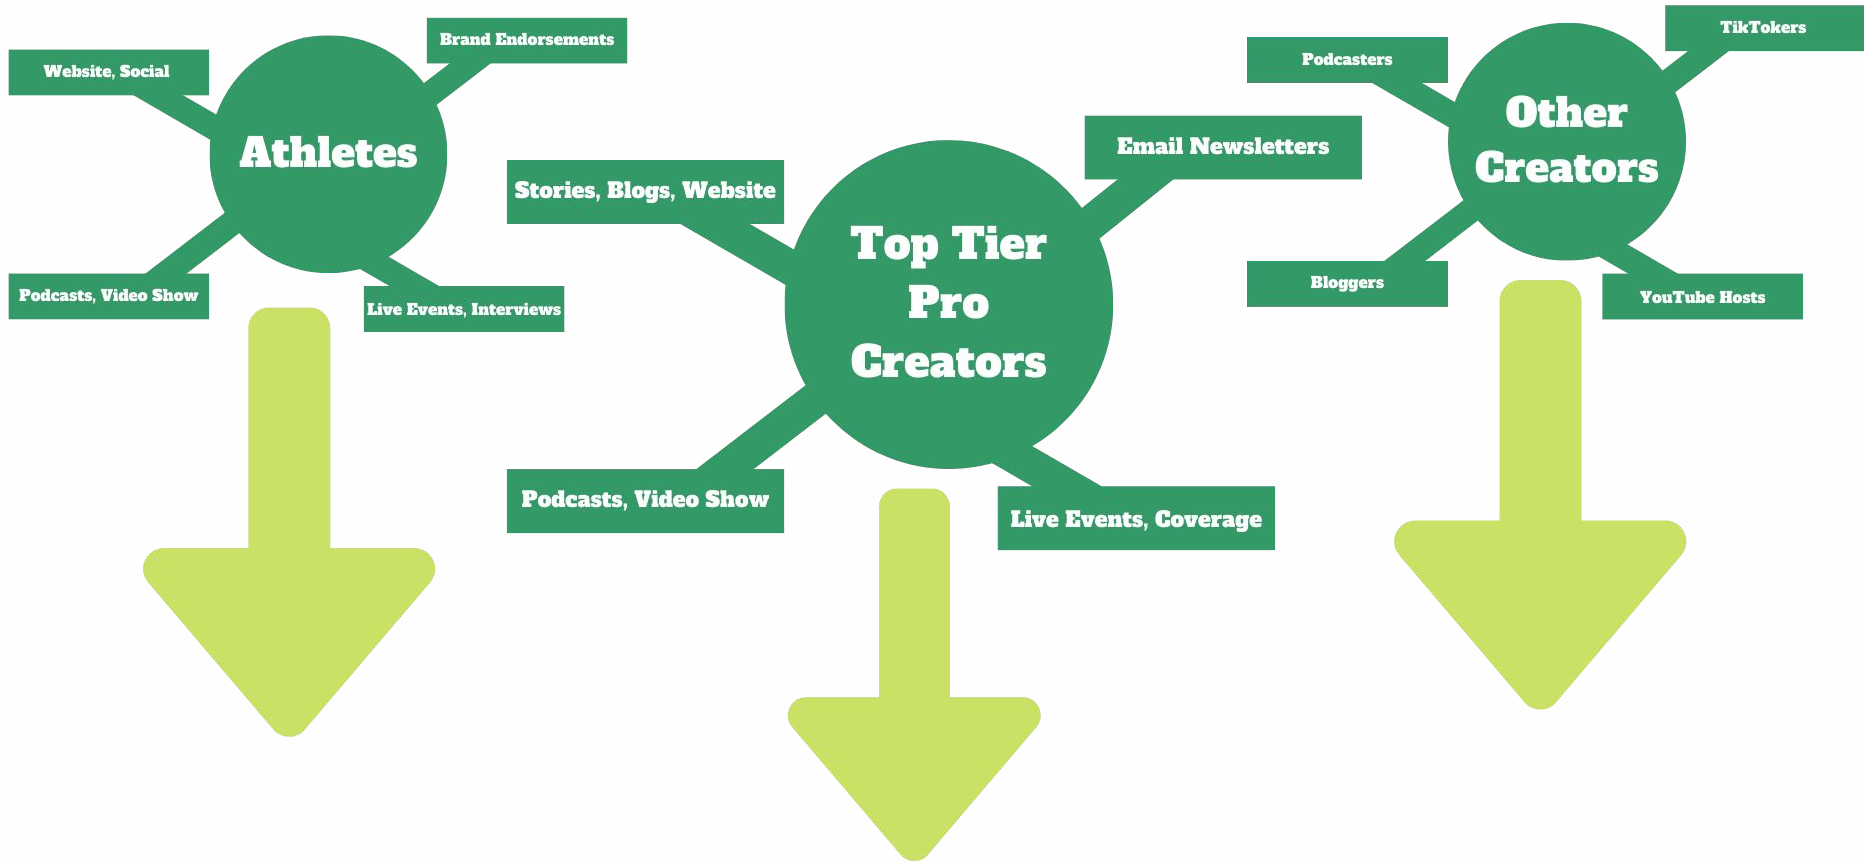 Website, Social
Brand Endorsements
Athletes
Podcasts, Video Show
Live Events, Interviews
Stories, Blogs, Website
Email Newsletters
Top Tier
Pro
Creators
Podcasts, Video Show
Live Events, Coverage
Podcasters
TikTokers
Other
Creators
Bloggers
YouTube Hosts